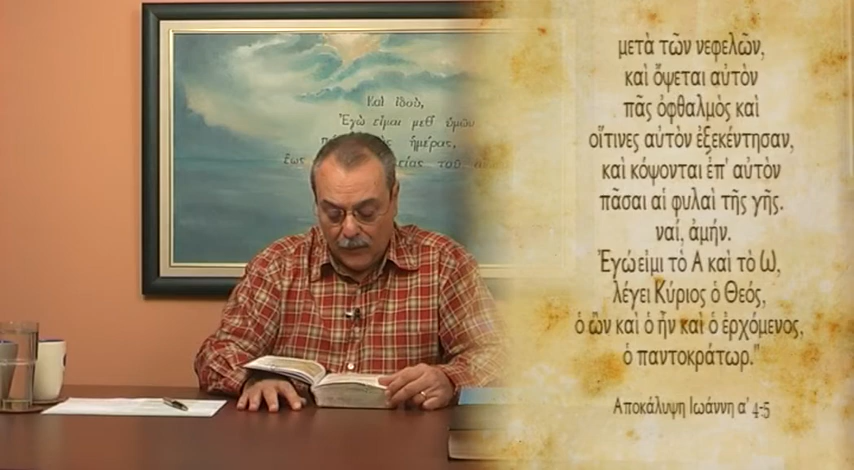 Καὶ ἰδού,
Ἐγὼ εἶμαι μεθ' ὑμῶν
ἡμέρας,
ἕως
τοῦ
μετὰ τῶν νεφελῶν,
καὶ ὄψεται αὐτὸν
πᾶς ὀφθαλμὸς καὶ
οἵτινες αὐτὸν ἐξεκέντησαν,
καὶ κόψονται ἐπ' αὐτὸν
πᾶσαι αἱ φυλαὶ τῆς γῆς.
ναί, ἀμήν.
Ἐγώ εἰμι τὸ Α καὶ τὸ Ω,
λέγει Κύριος ὁ Θεός,
ὁ ὢν καὶ ὁ ἦν καὶ ὁ ἐρχόμενος,
ὁ παντοκράτωρ."
Αποκάλυψη Ιωάννη α' 4-5